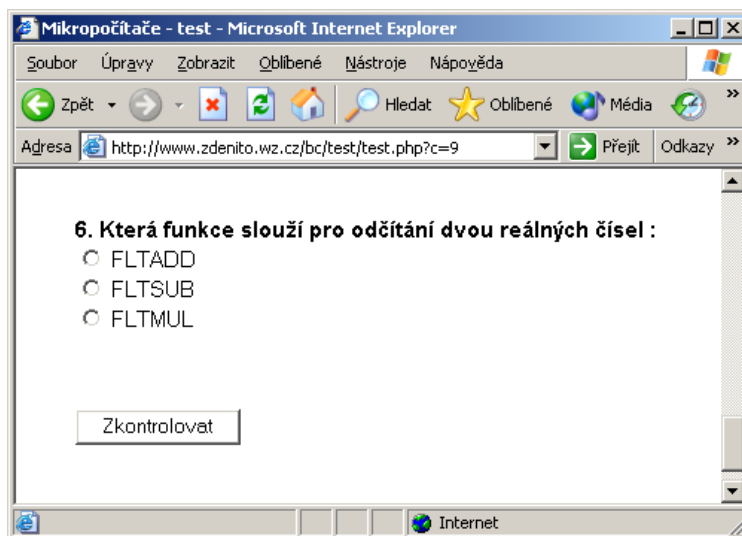 Mikropočítače - test - Microsoft Internet Explorer
Soubor Úpravy Zobrazit Oblíbené Nástroje Nápověda
Zpět Hledat Oblíbené Média »
Adresa http://www.zdenito.wz.cz/bc/test/test.php?c=9 Přejít Odkazy »
6. Která funkce slouží pro odčítání dvou reálných čísel :
FLTADD
FLTSUB
FLTMUL
Zkontrolovat
Internet